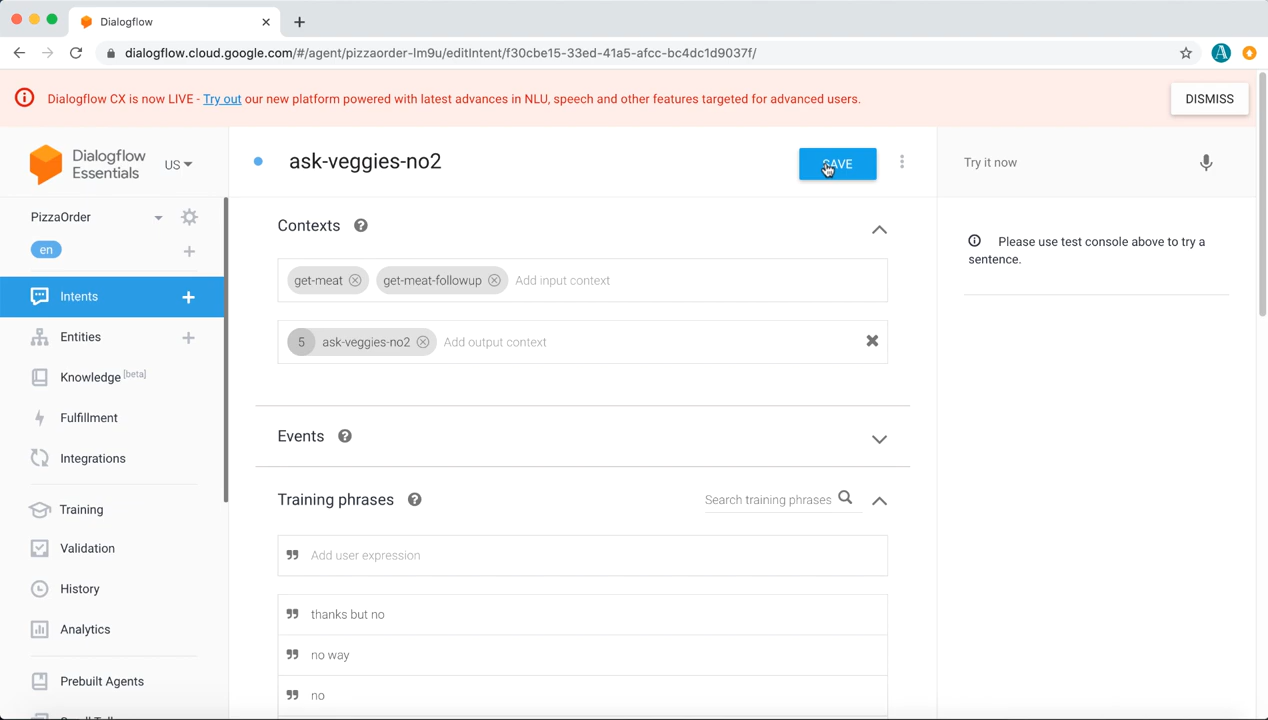 Dialogflow
dialogflow.cloud.google.com/#/agent/pizzaorder-lm9u/editIntent/f30cbe15-33ed-41a5-afcc-bc4dc1d9037f/
A
Dialogflow CX is now LIVE - Try out our new platform powered with latest advances in NLU, speech and other features targeted for advanced users.
DISMISS
Dialogflow
Essentials
US
ask-veggies-no2
SAVE
Try it now
PizzaOrder
en
Intents
Entities
Knowledge [beta]
Fulfillment
Integrations
Training
Validation
History
Analytics
Prebuilt Agents
Contexts
get-meat get-meat-followup Add input context
5 ask-veggies-no2 Add output context
Events
Training phrases Search training phrases
Add user expression
thanks but no
no way
no
Please use test console above to try a
sentence.